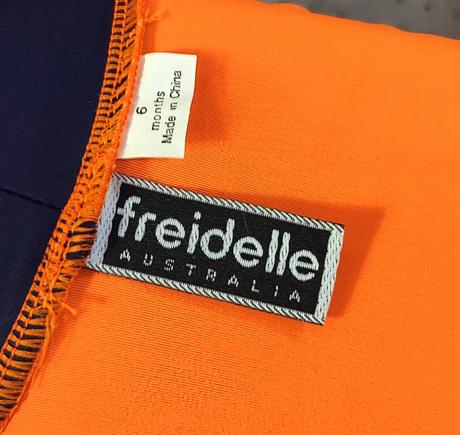 6
months
Made in China
freidelle
AUSTRALIA